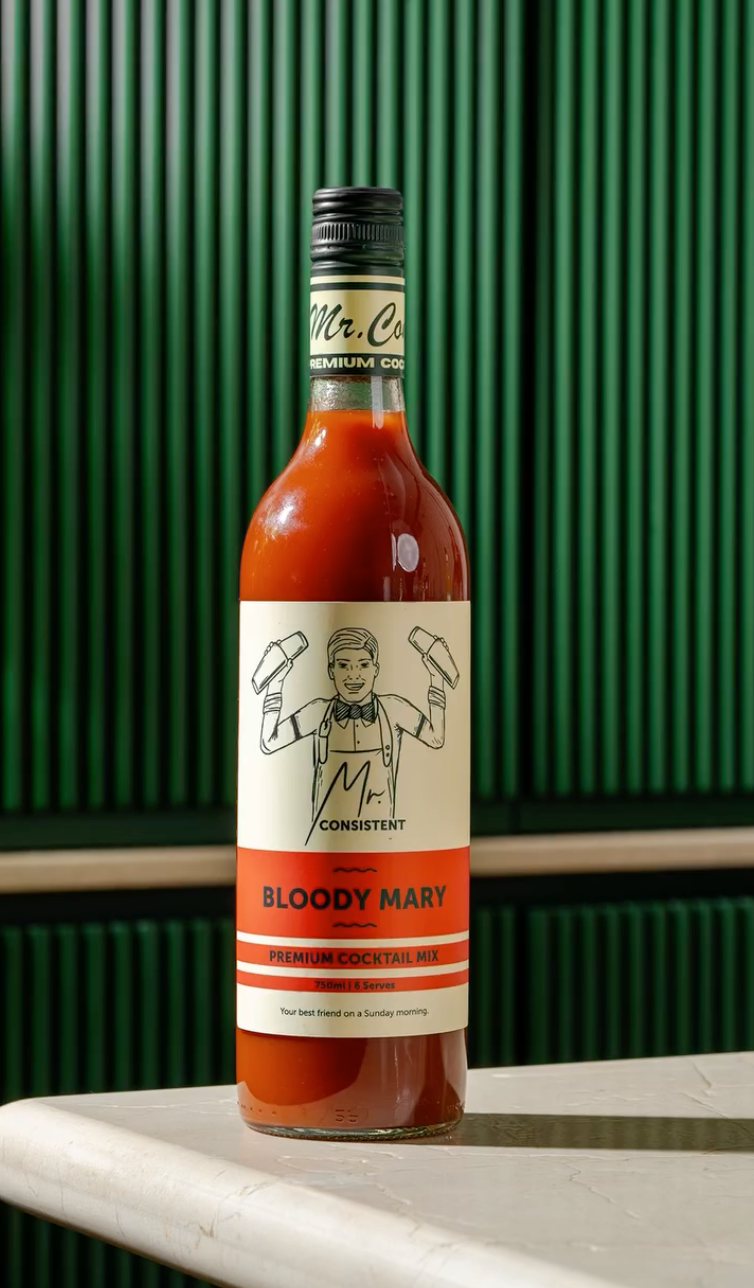 Mr.Co
REMIUM COC
Mr.
CONSISTENT
BLOODY MARY
PREMIUM COCKTAIL MIX
750ml | 6 Serves
Your best friend on a Sunday morning.